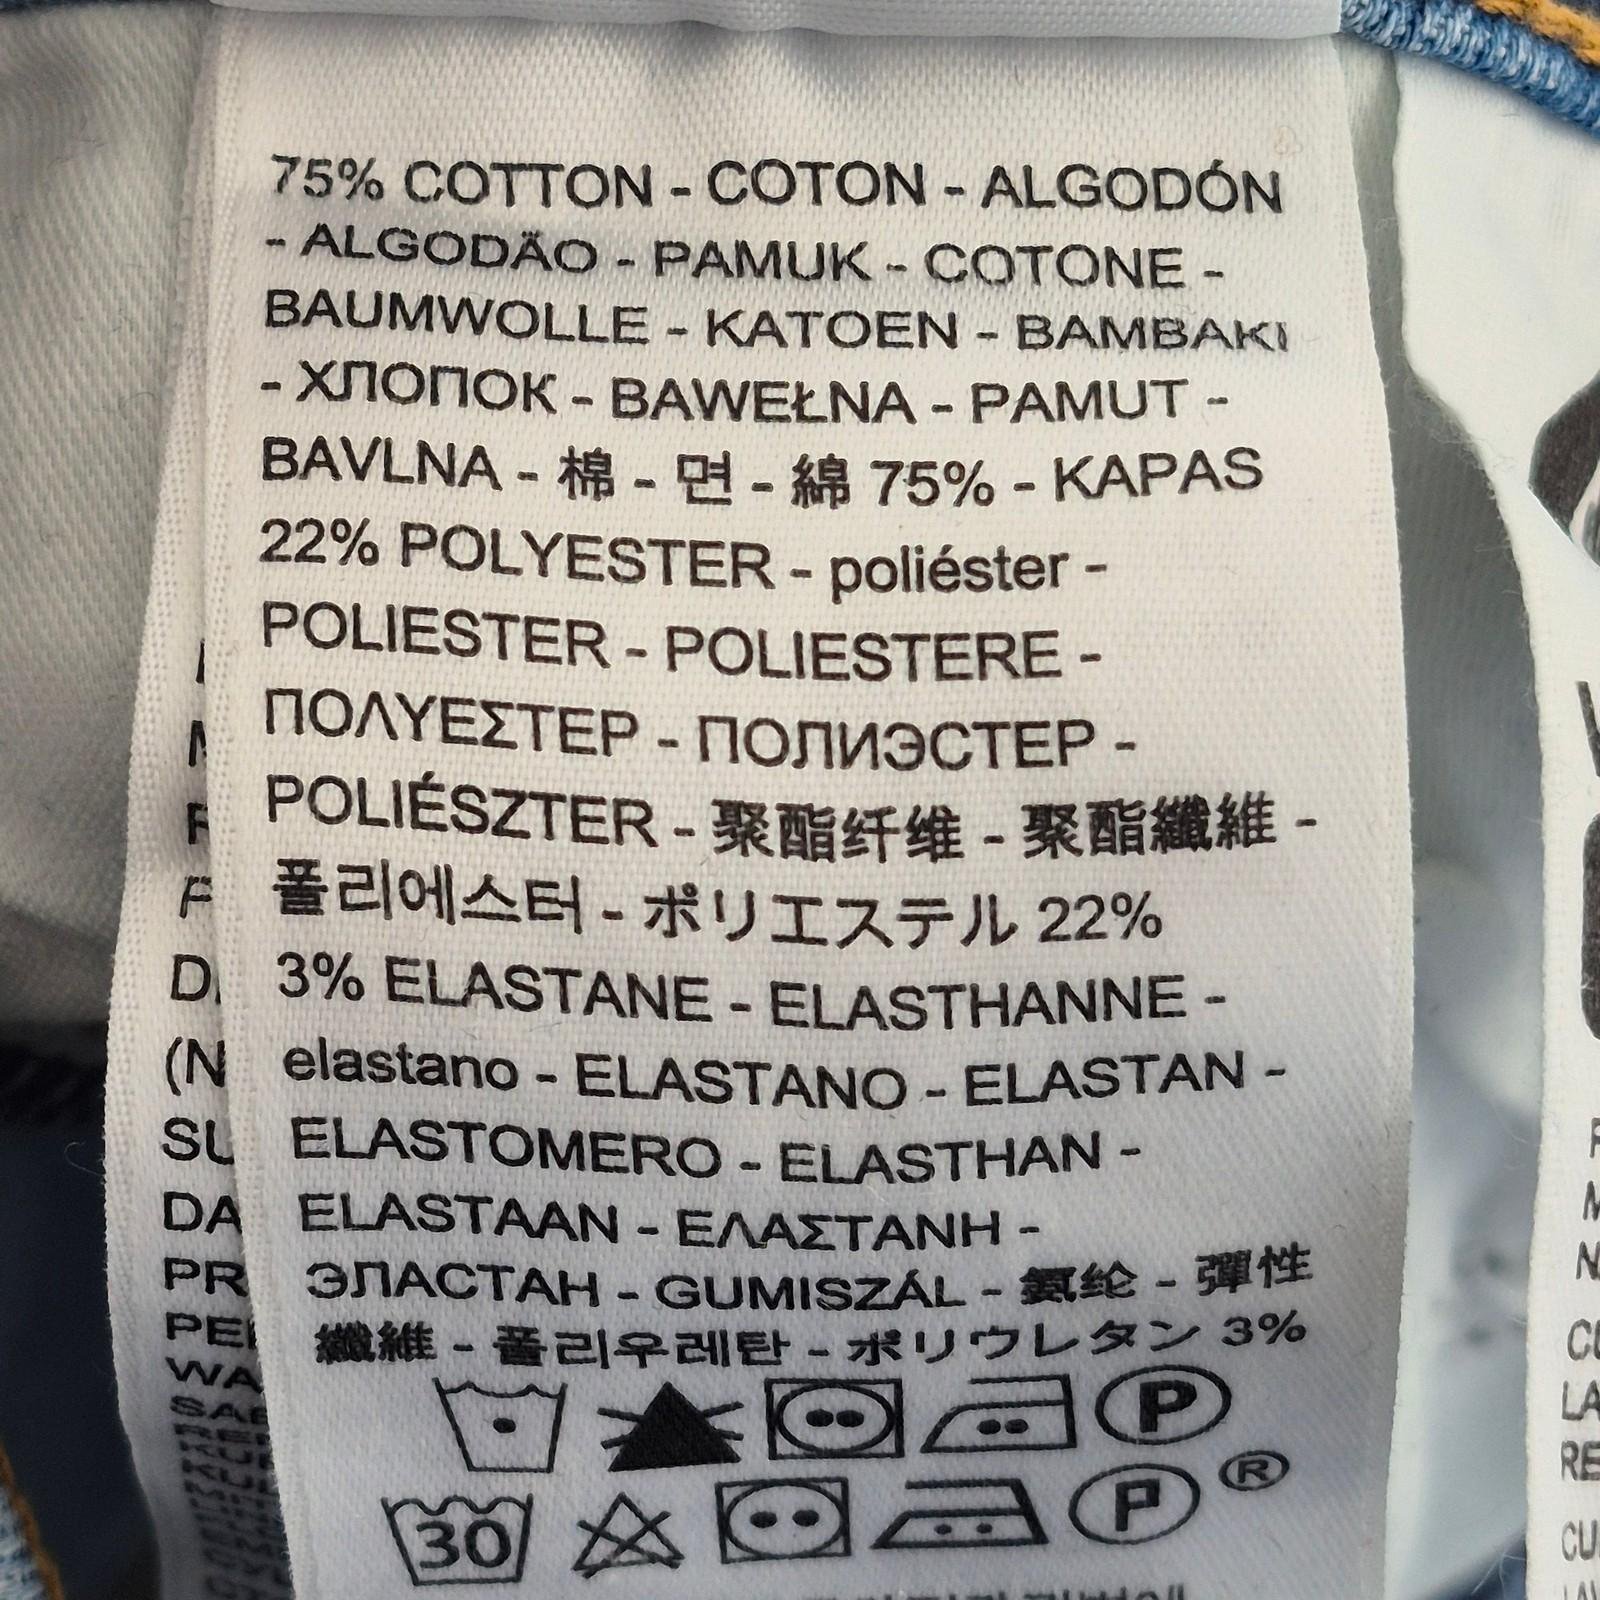 75% COTTON - COTON - ALGODÓN
- ALGODÃO - PAMUK - COTONE -
BAUMWOLLE - KATOEN - BAMBAKI
- ХЛОПОК - BAWEŁNA - PAMUT -
BAVLNA - 棉 - 면 - 綿 75% - KAPAS
22% POLYESTER - poliéster -
POLIESTER - POLIESTERE -
ΠΟΛΥΕΣΤΕΡ - ПОЛИЭСТЕР -
POLIÉSZTER - 聚酯纤维 - 聚酯纖維 -
폴리에스터 - ポリエステル 22%
3% ELASTANE - ELASTHANNE -
elastano - ELASTANO - ELASTAN -
ELASTOMERO - ELASTHAN -
ELASTAAN - ΕΛΑΣΤΑΝΗ -
ЭЛАСТАН - GUMISZÁL - 氨纶 - 彈性
纖維 - 폴리우레탄 - ポリウレタン 3%
P
30 P ®